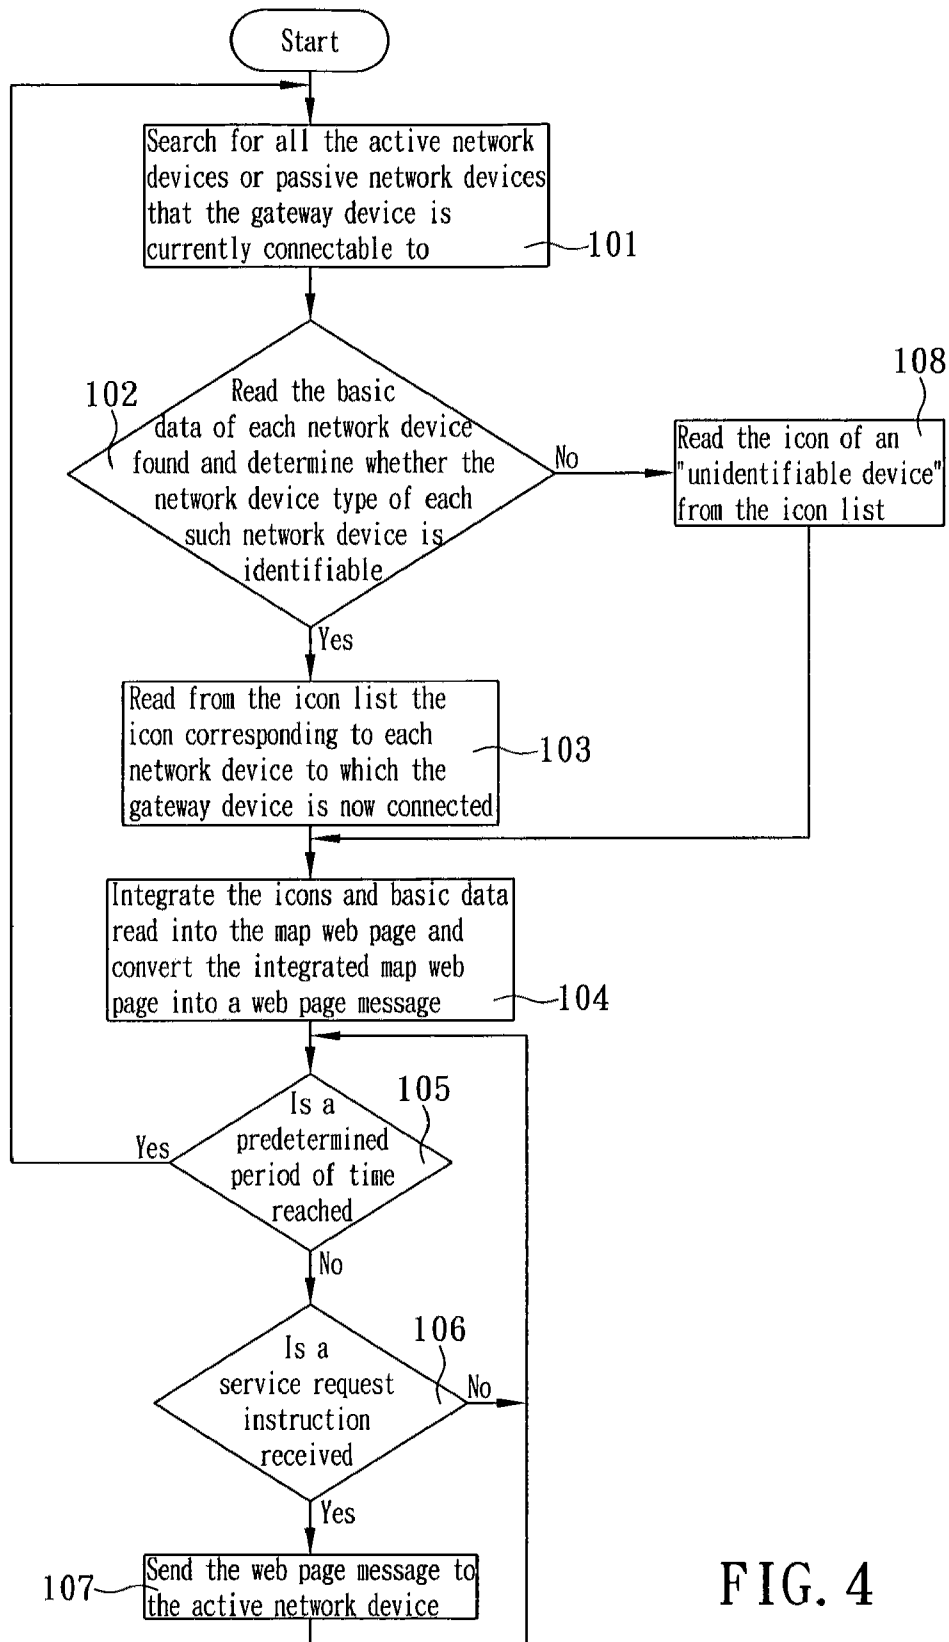 Start
Search for all the active network
devices or passive network devices
that the gateway device is
currently connectable to
101
102
Read the basic
data of each network device
found and determine whether the
network device type of each
such network device is
identifiable
No
108
Read the icon of an
"unidentifiable device"
from the icon list
Yes
Read from the icon list the
icon corresponding to each
network device to which the
gateway device is now connected
103
Integrate the icons and basic data
read into the map web page and
convert the integrated map web
page into a web page message
104
105
Is a
predetermined
period of time
reached
Yes
No
106
Is a
service request
instruction
received
No
Yes
107
Send the web page message to
the active network device
FIG. 4